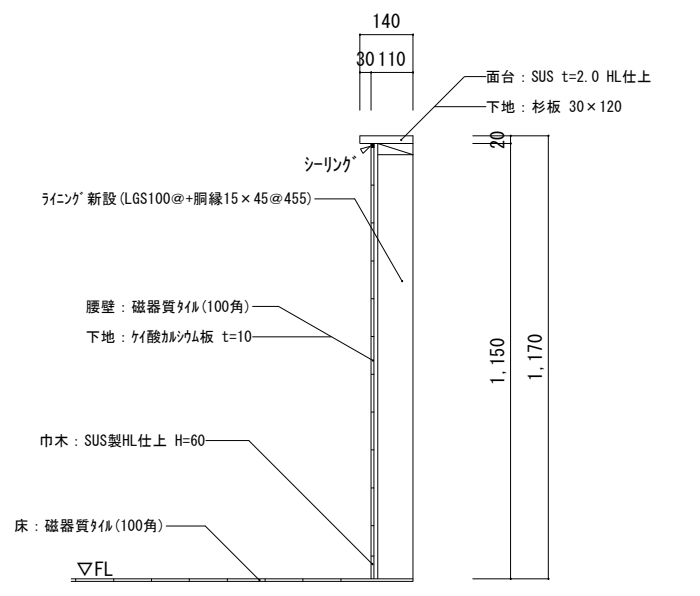 140
30 110
面台：SUS t=2.0 HL仕上
下地：杉板 30×120
20
シーリング
ライニング新設(LGS100@+胴縁15×45@455)
腰壁：磁器質タイル(100角)
下地：ケイ酸カルシウム板 t=10
1,150
1,170
巾木：SUS製HL仕上 H=60
床：磁器質タイル(100角)
▽FL